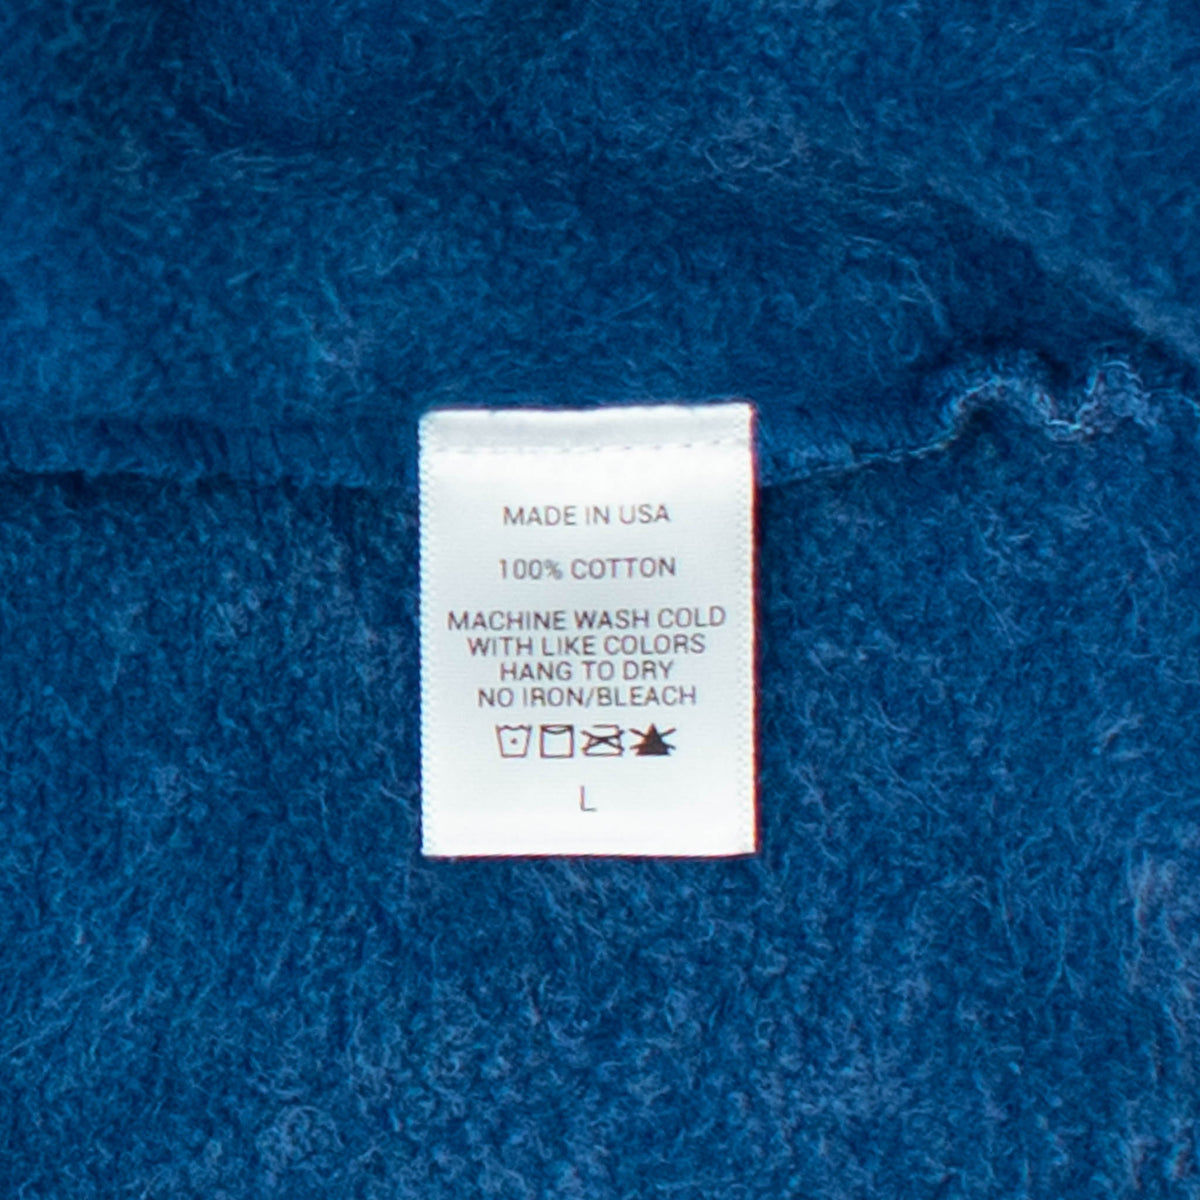 MADE IN USA
100% COTTON
MACHINE WASH COLD
WITH LIKE COLORS
HANG TO DRY
NO IRON/BLEACH
L